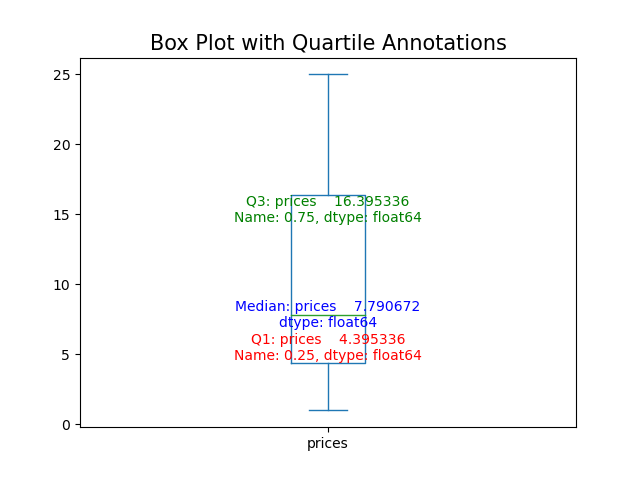 Box Plot with Quartile Annotations
25
20
15
10
5
0
Q3: prices    16.395336
Name: 0.75, dtype: float64
Median: prices    7.790672
dtype: float64
Q1: prices    4.395336
Name: 0.25, dtype: float64
prices